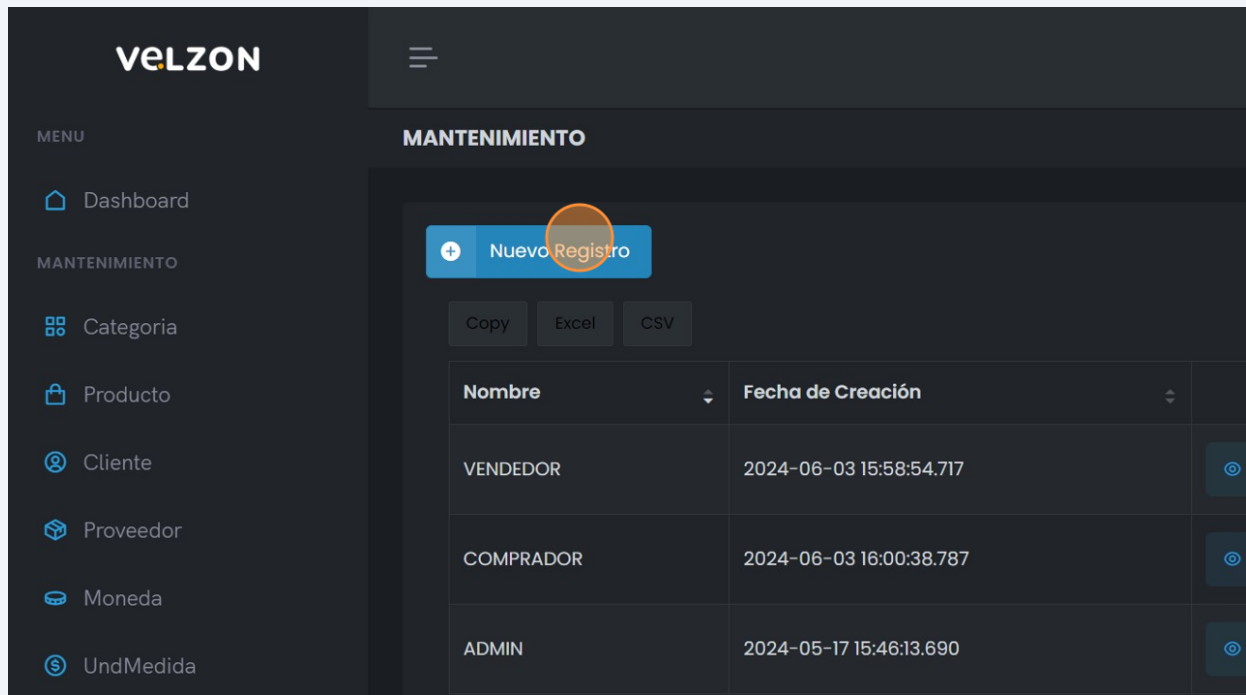 VELZON
MENU
Dashboard
MANTENIMIENTO
Categoria
Producto
Cliente
Proveedor
Moneda
UndMedida
MANTENIMIENTO
Nuevo Registro
Copy Excel CSV
Nombre Fecha de Creación
VENDEDOR 2024-06-03 15:58:54.717
COMPRADOR 2024-06-03 16:00:38.787
ADMIN 2024-05-17 15:46:13.690